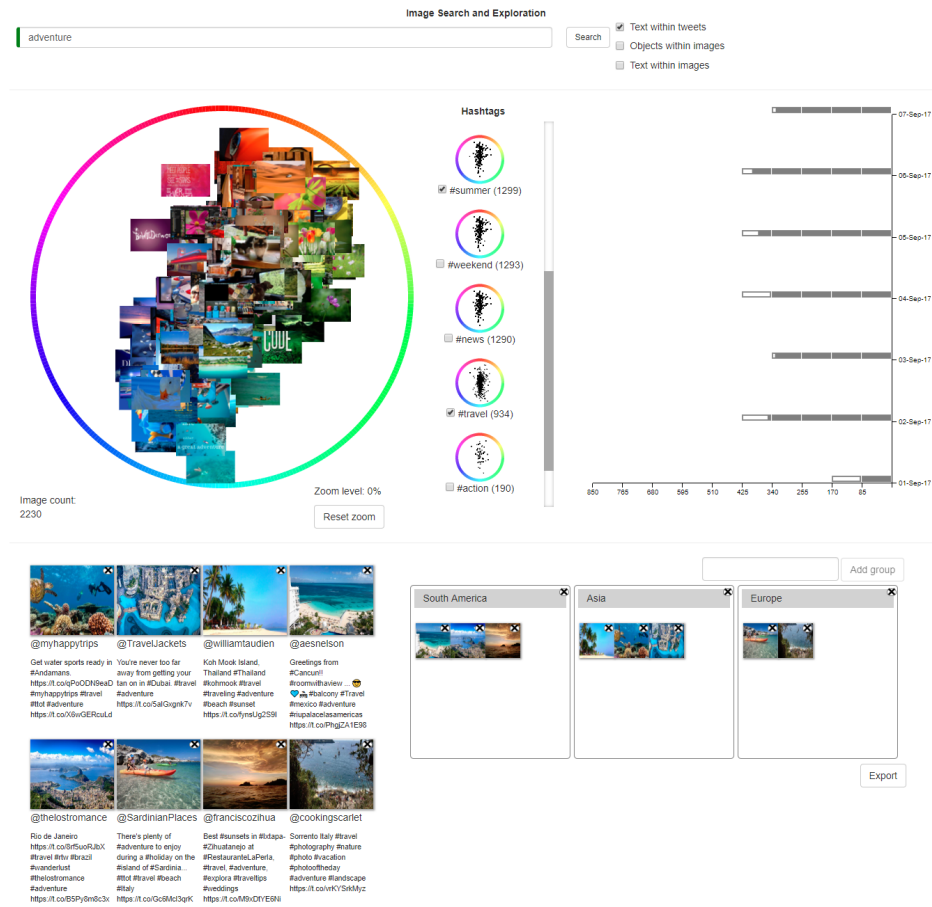 Image Search and Exploration
adventure
Search
Text within tweets
Objects within images
Text within images
Hashtags
#summer (1299)
#weekend (1293)
#news (1290)
#travel (934)
#action (190)
CODE
07-Sep-17
06-Sep-17
05-Sep-17
04-Sep-17
03-Sep-17
02-Sep-17
01-Sep-17
850 765 680 595 510 425 340 255 170 85
Image count:
2230
Zoom level: 0%
Reset zoom
@myhappytrips
Get water sports ready in
#Andamans.
https://t.co/qPoODN9eaD
#myhappytrips #travel
#ttot #adventure
https://t.co/X6wGERcuLd
@TravelJackets
You're never too far
away from getting your
tan on in #Dubai. #travel
#adventure
https://t.co/5alGxgnk7v
@williamtaudien
Koh Mook Island,
Thailand #Thailand
#kohmook #travel
#traveling #adventure
#beach #sunset
https://t.co/fynsUg2S9l
@aesnelson
Greetings from
#Cancun!!
#roomwithaview ... 😎
💙🏊 #balcony #Travel
#mexico #adventure
#riupalacelasamericas
https://t.co/PhgjZA1E98
@thelostromance
Rio de Janeiro
https://t.co/8rf5uoRJbX
#travel #rtw #brazil
#wanderlust
#thelostromance
#adventure
https://t.co/B5Py8m8c3x
@SardinianPlaces
There's plenty of
#adventure to enjoy
during a #holiday on the
#island of #Sardinia...
#ttot #travel #beach
#Italy
https://t.co/Gc6Mcl3qrK
@franciscozihua
Best #sunsets in #Ixtapa-
#Zihuatanejo at
#RestauranteLaPerla,
#travel, #adventure,
#explora #traveltips
#weddings
https://t.co/M9xDfYE6Ni
@cookingscarlet
Sorrento Italy #travel
#photography #nature
#photo #vacation
#photooftheday
#adventure #landscape
https://t.co/vrKYSrkMyz
Add group
South America
Asia
Europe
Export